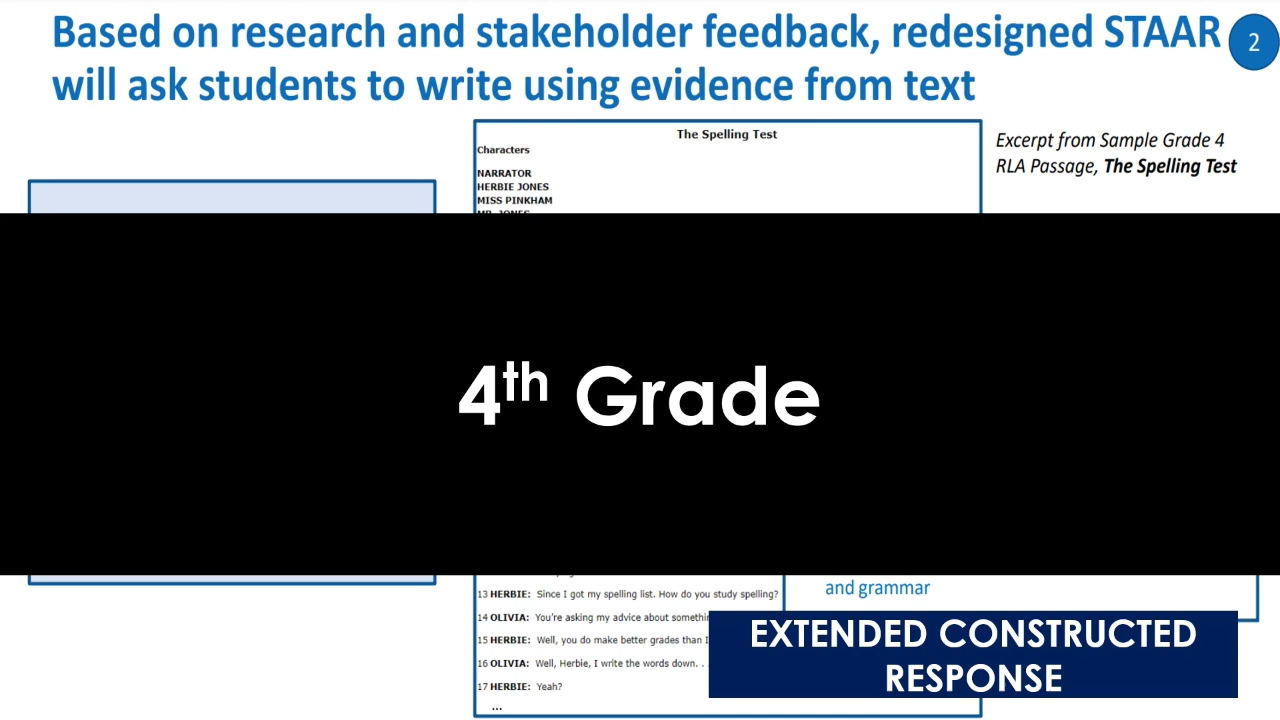 Based on research and stakeholder feedback, redesigned STAAR
will ask students to write using evidence from text
2
The Spelling Test
Characters
NARRATOR
HERBIE JONES
MISS PINKHAM
MR. JONES
Excerpt from Sample Grade 4
RLA Passage, The Spelling Test
4th Grade
13 HERBIE: Since I got my spelling list. How do you study spelling?
14 OLIVIA: You're asking my advice about
15 HERBIE: Well, you do make better grades than I
16 OLIVIA: Well, Herbie, I write the words down. . .
17 HERBIE: Yeah?
...
and grammar
EXTENDED CONSTRUCTED
RESPONSE